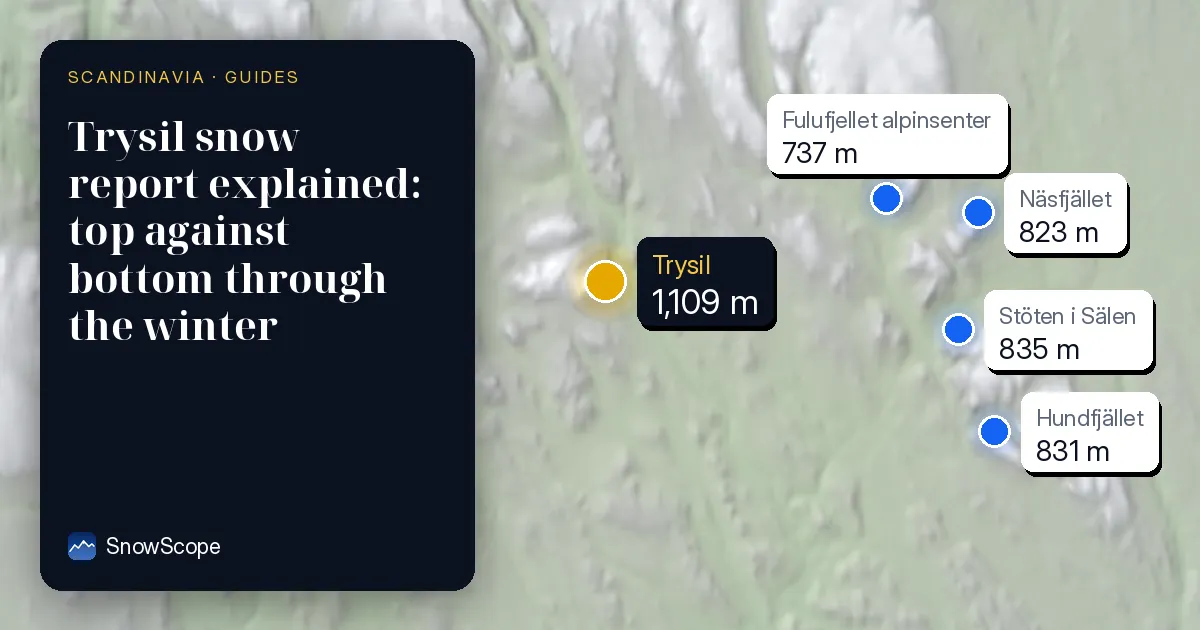 SCANDINAVIA · GUIDES
Trysil snow
report explained:
top against
bottom through
the winter
SnowScope
Fulufjellet alpinsenter
737 m
Näsfjället
823 m
Trysil
1,109 m
Stöten i Sälen
835 m
Hundfjället
831 m